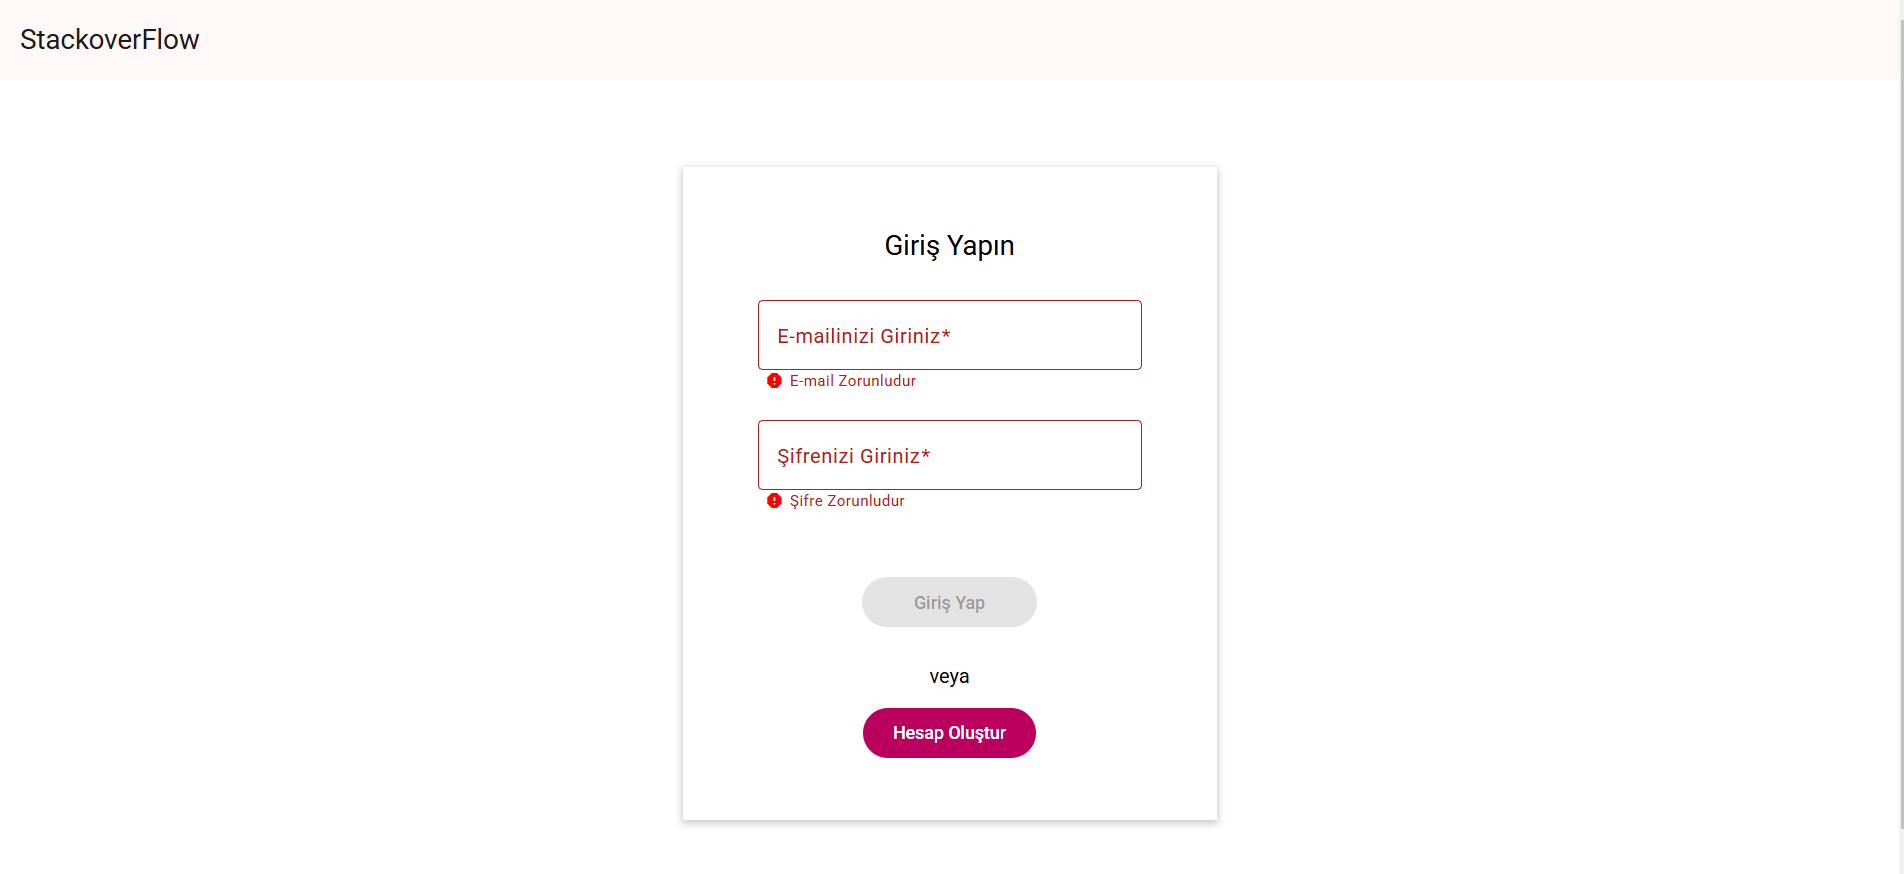 StackoverFlow
Giriş Yapın
E-mailinizi Giriniz*
E-mail Zorunludur
Şifrenizi Giriniz*
Şifre Zorunludur
Giriş Yap
veya
Hesap Oluştur